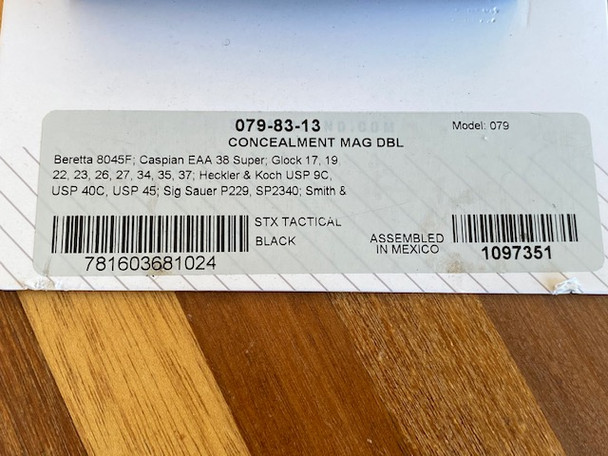 079-83-13
Model: 079
CONCEALMENT MAG DBL
Beretta 8045F; Caspian EAA 38 Super; Glock 17, 19
22, 23, 26, 27, 34, 35, 37; Heckler & Koch USP 9C,
USP 40C, USP 45; Sig Sauer P229, SP2340; Smith &
STX TACTICAL
BLACK
781603681024
ASSEMBLED
IN MEXICO
1097351